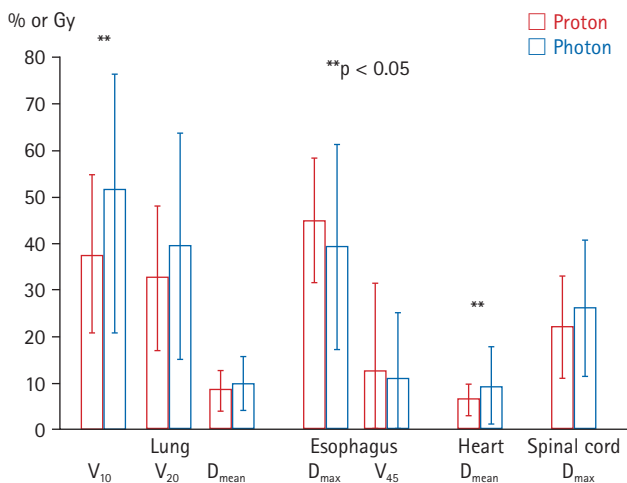 % or Gy
Proton
Photon
**
**p < 0.05
80
70
60
50
40
30
20
10
0
**
Lung Esophagus Heart Spinal cord
V10 V20 Dmean Dmax V45 Dmean Dmax